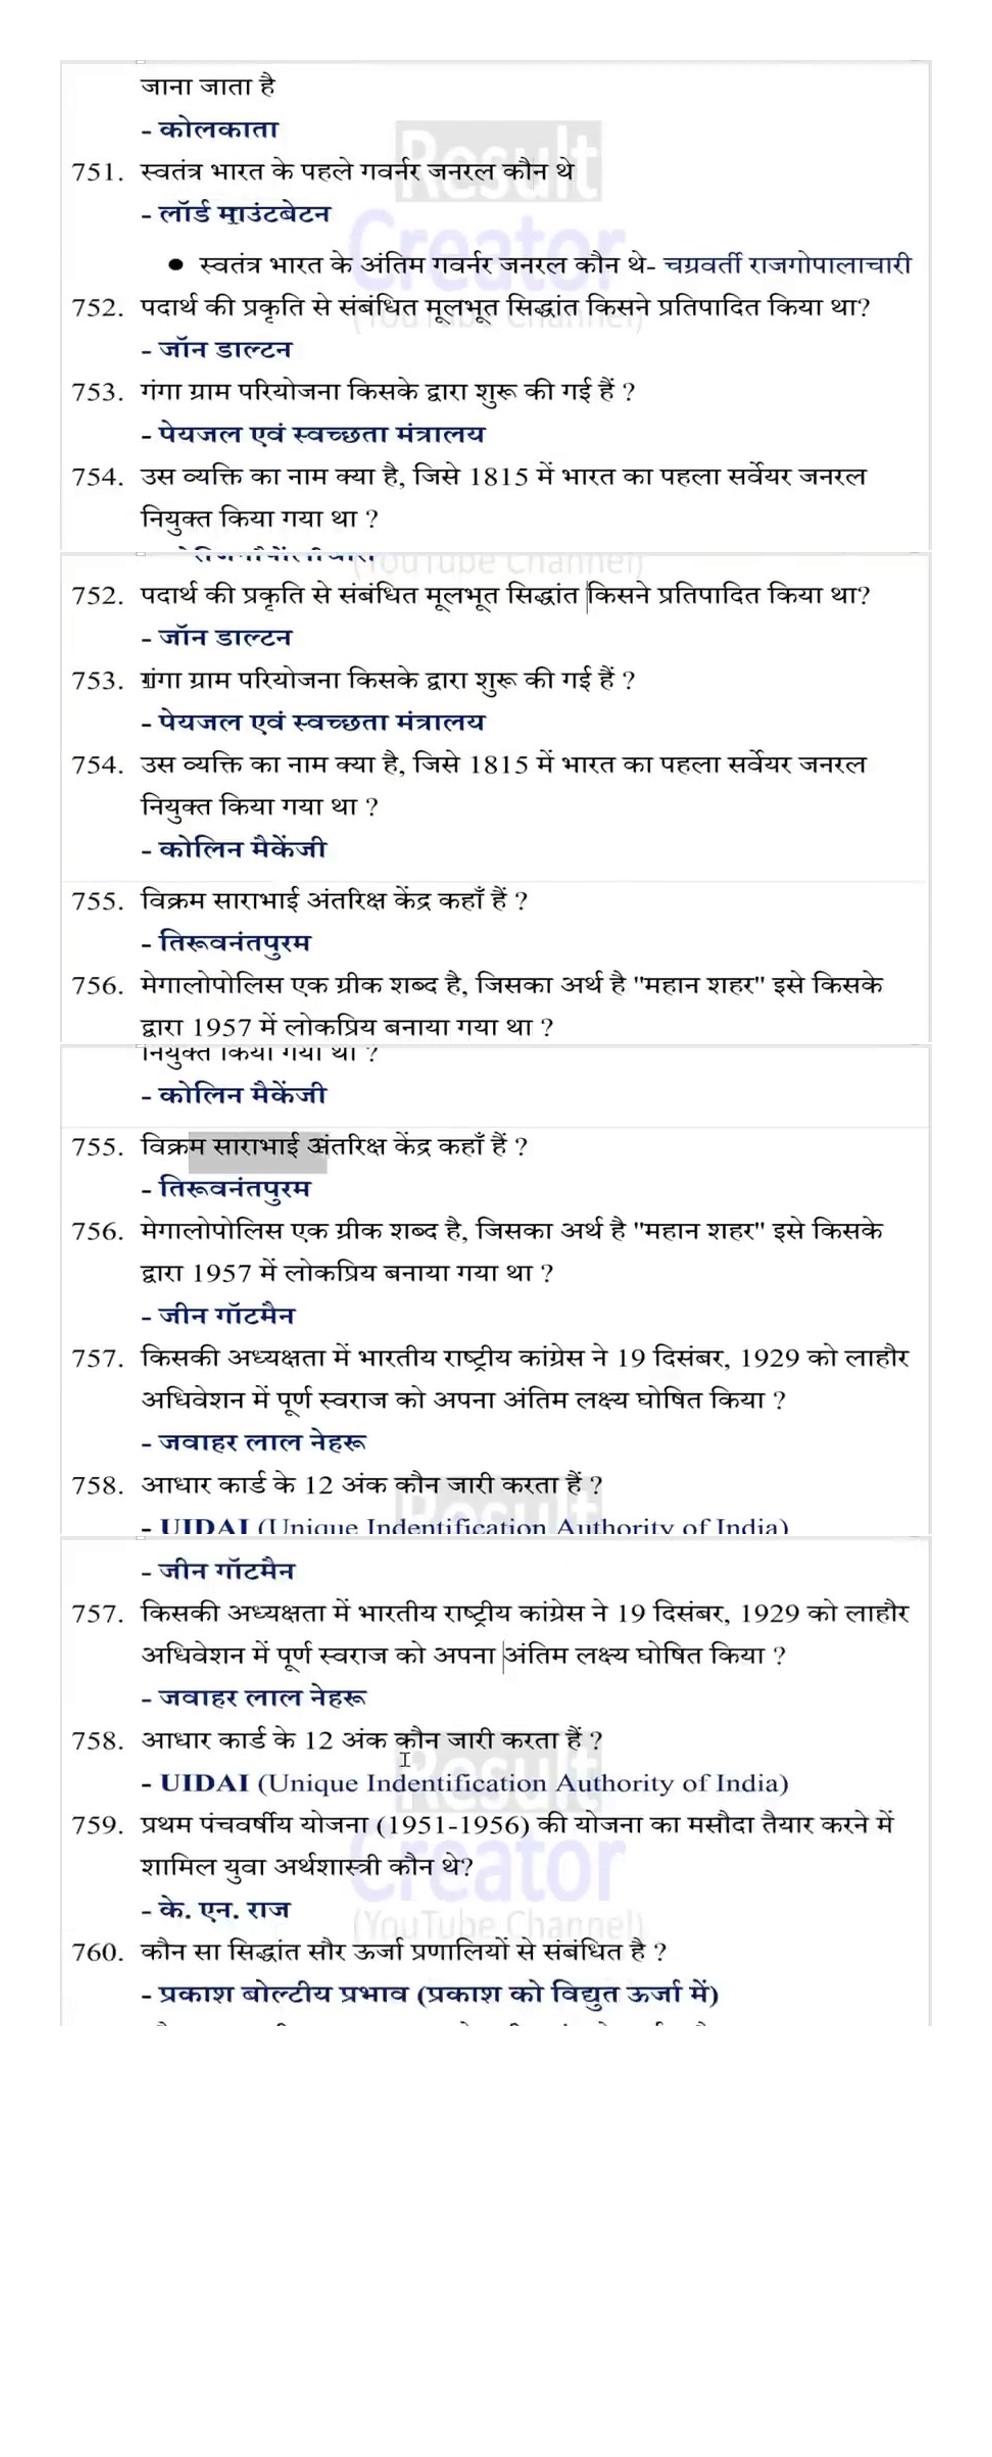 जाना जाता है
- कोलकाता
751. स्वतंत्र भारत के पहले गवर्नर जनरल कौन थे
- लॉर्ड माउंटबेटन
● स्वतंत्र भारत के अंतिम गवर्नर जनरल कौन थे- चग्रवर्ती राजगोपालाचारी
752. पदार्थ की प्रकृति से संबंधित मूलभूत सिद्धांत किसने प्रतिपादित किया था?
- जॉन डाल्टन
753. गंगा ग्राम परियोजना किसके द्वारा शुरू की गई हैं ?
- पेयजल एवं स्वच्छता मंत्रालय
754. उस व्यक्ति का नाम क्या है, जिसे 1815 में भारत का पहला सर्वेयर जनरल
नियुक्त किया गया था ?
(YouTube Channel)
752. पदार्थ की प्रकृति से संबंधित मूलभूत सिद्धांत किसने प्रतिपादित किया था?
- जॉन डाल्टन
753. गंगा ग्राम परियोजना किसके द्वारा शुरू की गई हैं ?
- पेयजल एवं स्वच्छता मंत्रालय
754. उस व्यक्ति का नाम क्या है, जिसे 1815 में भारत का पहला सर्वेयर जनरल
नियुक्त किया गया था ?
- कोलिन मैकेंजी
755. विक्रम साराभाई अंतरिक्ष केंद्र कहाँ हैं ?
- तिरूवनंतपुरम
756. मेगालोपोलिस एक ग्रीक शब्द है, जिसका अर्थ है "महान शहर" इसे किसके
द्वारा 1957 में लोकप्रिय बनाया गया था ?
नियुक्त किया गया था ?
- कोलिन मैकेंजी
755. विक्रम साराभाई अंतरिक्ष केंद्र कहाँ हैं ?
- तिरूवनंतपुरम
756. मेगालोपोलिस एक ग्रीक शब्द है, जिसका अर्थ है "महान शहर" इसे किसके
द्वारा 1957 में लोकप्रिय बनाया गया था ?
- जीन गॉटमैन
757. किसकी अध्यक्षता में भारतीय राष्ट्रीय कांग्रेस ने 19 दिसंबर, 1929 को लाहौर
अधिवेशन में पूर्ण स्वराज को अपना अंतिम लक्ष्य घोषित किया ?
- जवाहर लाल नेहरू
758. आधार कार्ड के 12 अंक कौन जारी करता हैं ?
- UIDAI (Unique Indentification Authority of India)
- जीन गॉटमैन
757. किसकी अध्यक्षता में भारतीय राष्ट्रीय कांग्रेस ने 19 दिसंबर, 1929 को लाहौर
अधिवेशन में पूर्ण स्वराज को अपना अंतिम लक्ष्य घोषित किया ?
- जवाहर लाल नेहरू
758. आधार कार्ड के 12 अंक कौन जारी करता हैं ?
- UIDAI (Unique Indentification Authority of India)
759. प्रथम पंचवर्षीय योजना (1951-1956) की योजना का मसौदा तैयार करने में
शामिल युवा अर्थशास्त्री कौन थे?
- के. एन. राज
760. कौन सा सिद्धांत सौर ऊर्जा प्रणालियों से संबंधित है ?
- प्रकाश बोल्टीय प्रभाव (प्रकाश को विद्युत ऊर्जा में)
Result
Creator
(YouTube Channel)